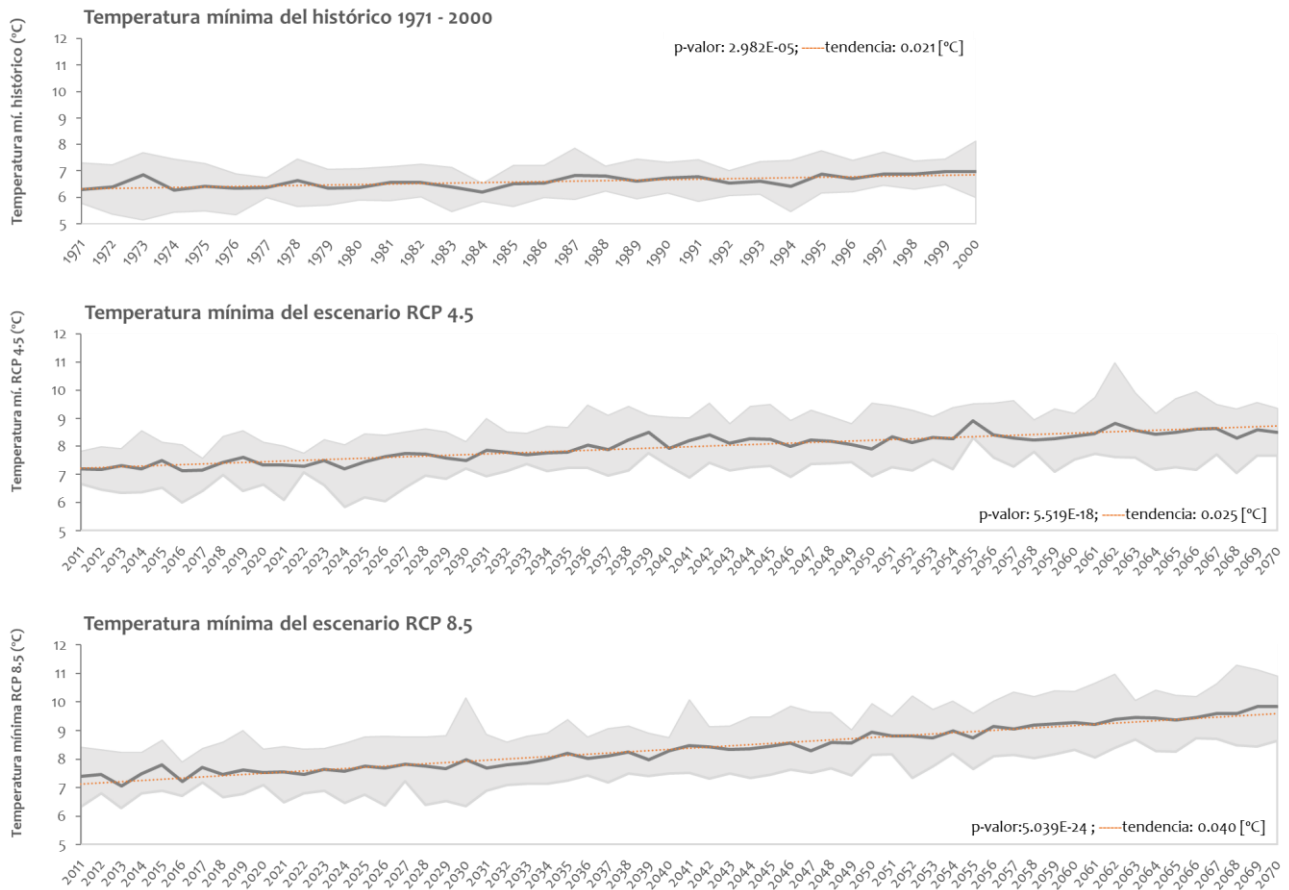 Temperatura mínima del histórico 1971 - 2000
Temperatura mí. histórico (°C)
12
11
10
9
8
7
6
5
p-valor: 2.982E-05; tendencia: 0.021 [°C]
1971 1972 1973 1974 1975 1976 1977 1978 1979 1980 1981 1982 1983 1984 1985 1986 1987 1988 1989 1990 1991 1992 1993 1994 1995 1996 1997 1998 1999 2000
Temperatura mínima del escenario RCP 4.5
Temperatura mí. RCP 4.5 (°C)
12
11
10
9
8
7
6
5
p-valor: 5.519E-18; tendencia: 0.025 [°C]
2011 2012 2013 2014 2015 2016 2017 2018 2019 2020 2021 2022 2023 2024 2025 2026 2027 2028 2029 2030 2031 2032 2033 2034 2035 2036 2037 2038 2039 2040 2041 2042 2043 2044 2045 2046 2047 2048 2049 2050 2051 2052 2053 2054 2055 2056 2057 2058 2059 2060 2061 2062 2063 2064 2065 2066 2067 2068 2069 2070
Temperatura mínima del escenario RCP 8.5
Temperatura mínima RCP 8.5 (°C)
12
11
10
9
8
7
6
5
p-valor:5.039E-24 ; tendencia: 0.040 [°C]
2011 2012 2013 2014 2015 2016 2017 2018 2019 2020 2021 2022 2023 2024 2025 2026 2027 2028 2029 2030 2031 2032 2033 2034 2035 2036 2037 2038 2039 2040 2041 2042 2043 2044 2045 2046 2047 2048 2049 2050 2051 2052 2053 2054 2055 2056 2057 2058 2059 2060 2061 2062 2063 2064 2065 2066 2067 2068 2069 2070